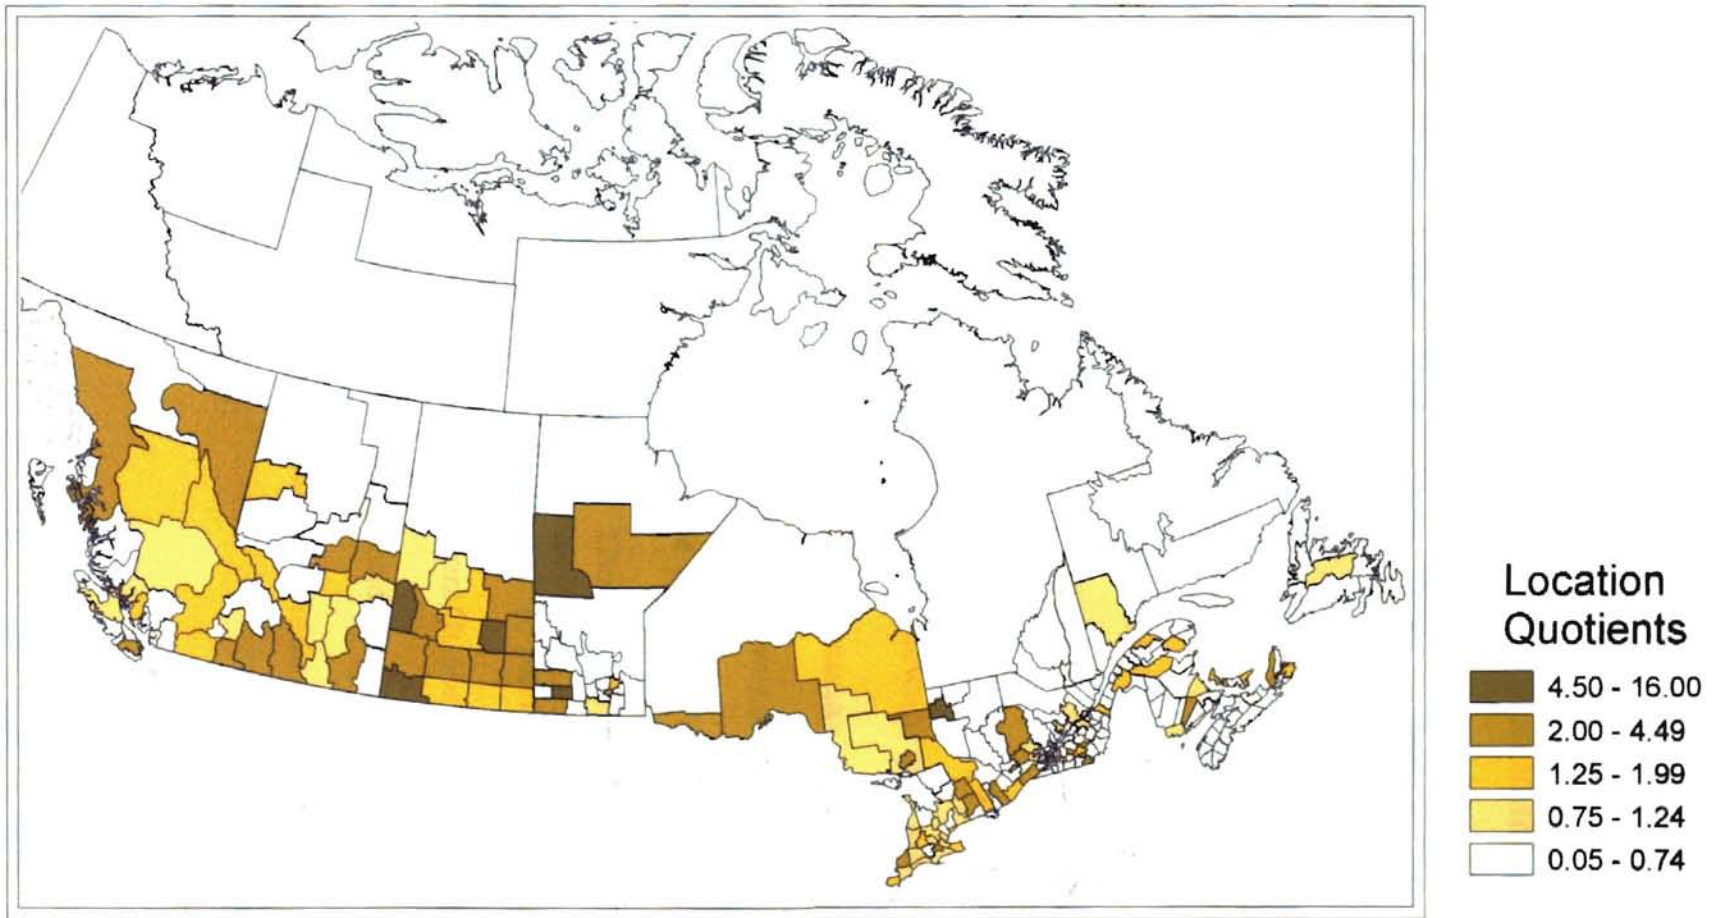 Location
Quotients
4.50 - 16.00
2.00 - 4.49
1.25 - 1.99
0.75 - 1.24
0.05 - 0.74